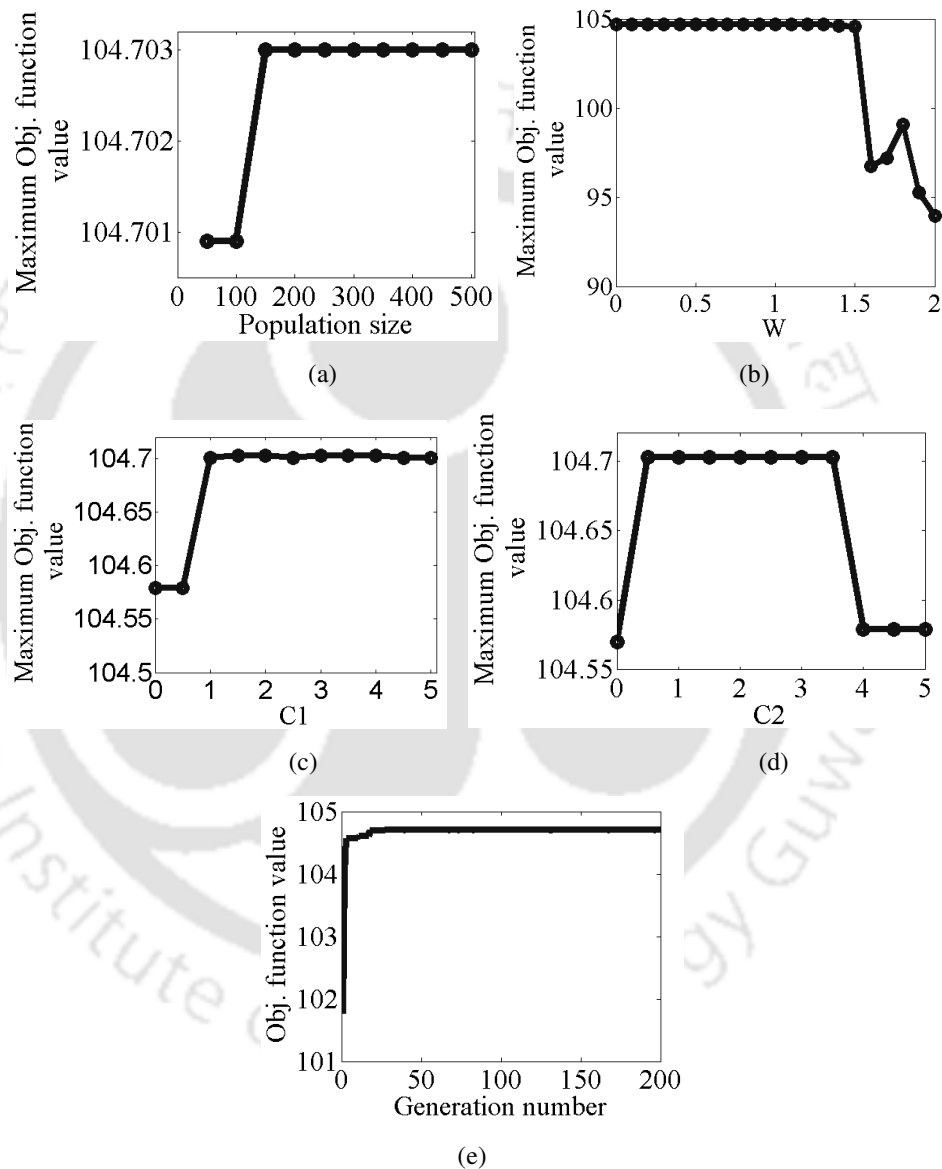 104.703
104.702
104.701
Maximum Obj. function
value
0 100 200 300 400 500
Population size
(a)
105
100
95
90
Maximum Obj. function
value
0 0.5 1 1.5 2
W
(b)
104.7
104.65
104.6
104.55
104.5
Maximum Obj. function
value
0 1 2 3 4 5
C1
(c)
104.7
104.65
104.6
104.55
Maximum Obj. function
value
0 1 2 3 4 5
C2
(d)
105
104
103
102
101
Obj. function value
0 50 100 150 200
Generation number
(e)
Institute